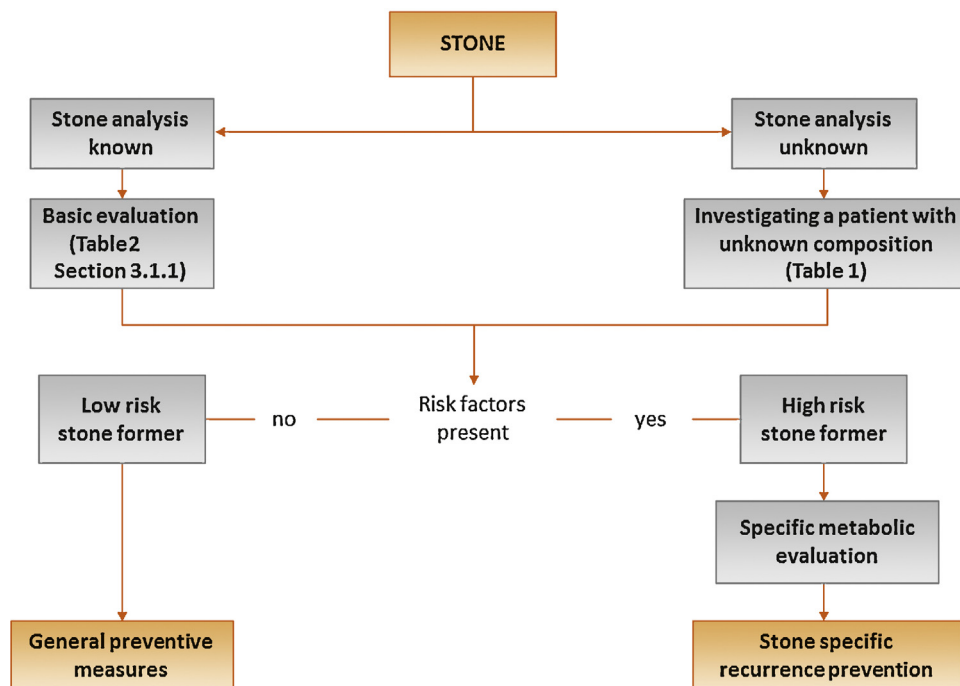 STONE
Stone analysis
known
Stone analysis
unknown
Basic evaluation
(Table2
Section 3.1.1)
Investigating a patient with
unknown composition
(Table 1)
Low risk
stone former
no
Risk factors
present
yes
High risk
stone former
Specific metabolic
evaluation
General preventive
measures
Stone specific
recurrence prevention